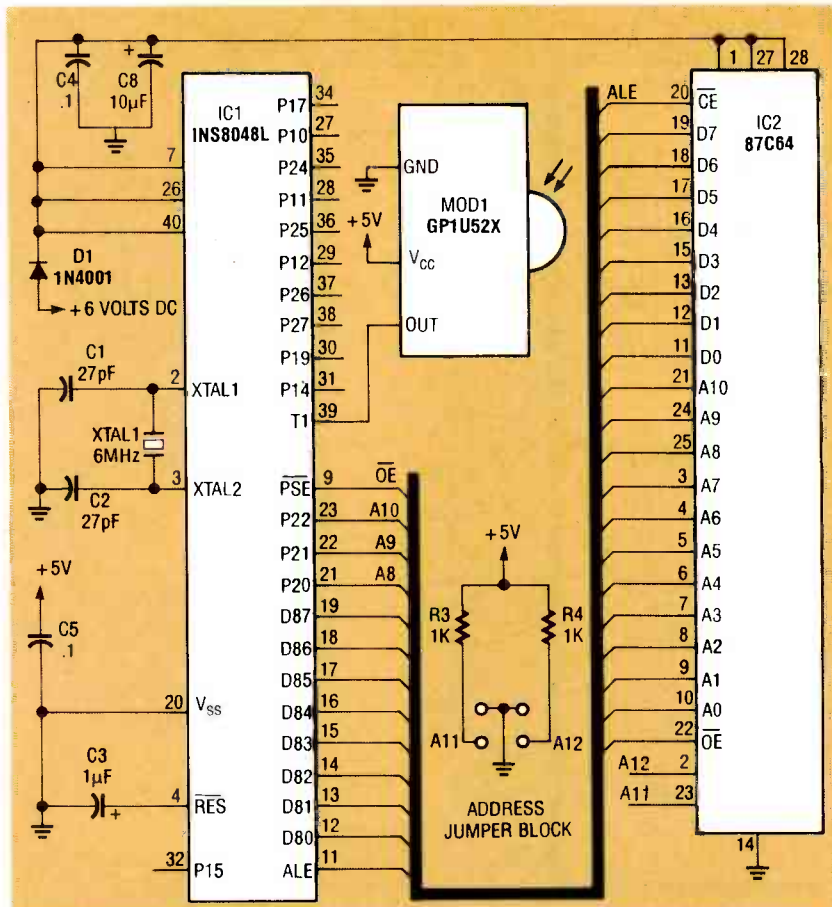 C4
.1
+
C8
10µF
IC1
INS8048L
7
26
40
D1
1N4001
+6 VOLTS DC
C1
27pF
2
XTAL1
XTAL1
6MHz
3
XTAL2
C2
27pF
+5V
C5
.1
20
VSS
C3
1µF
+
4
RES
32
P15
P17
34
P10
27
P24
35
P11
28
P25
36
P12
29
P26
37
P27
38
P19
30
P14
31
T1
39
PSE
9
OE
P22
23
A10
P21
22
A9
P20
21
A8
D87
19
D86
18
D85
17
D84
16
D83
15
D82
14
D81
13
D80
12
ALE
11
GND
MOD1
GP1U52X
+5V
VCC
OUT
+5V
R3
1K
R4
1K
A11
A12
ADDRESS
JUMPER BLOCK
1
27
28
IC2
87C64
ALE
20
CE
19
D7
18
D6
17
D5
16
D4
15
D3
13
D2
12
D1
11
D0
21
A10
24
A9
25
A8
3
A7
4
A6
5
A5
6
A4
7
A3
8
A2
9
A1
10
A0
22
OE
A12
2
A11
23
14